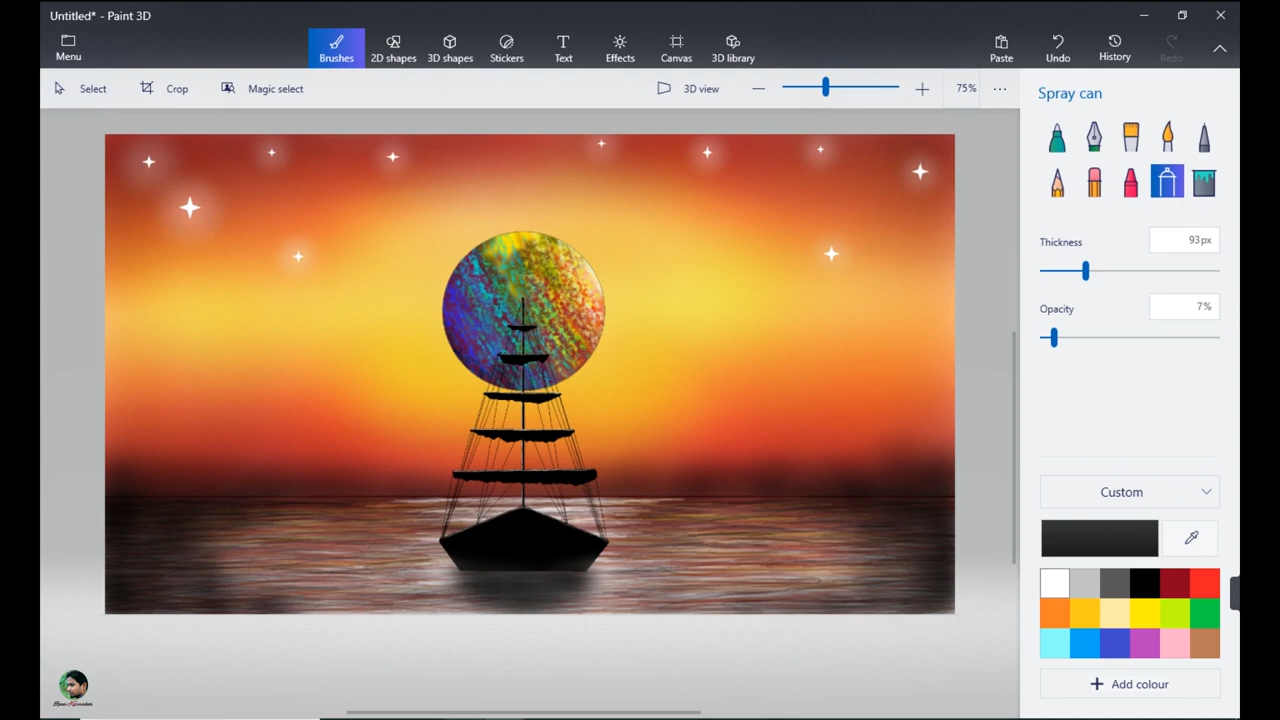 Untitled* - Paint 3D
Menu
Brushes
2D shapes
3D shapes
Stickers
Text
Effects
Canvas
3D library
Paste
Undo
History
Redo
Select
Crop
Magic select
3D view
75%
Spray can
Thickness
93px
Opacity
7%
Custom
Add colour